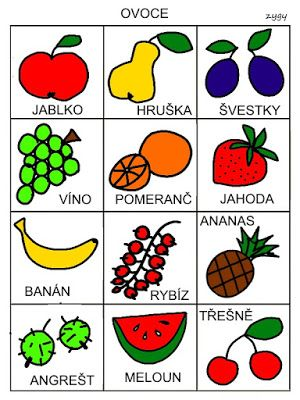 OVOCE
zygy
JABLKO
HRUŠKA
ŠVESTKY
VÍNO
POMERANČ
JAHODA
BANÁN
RYBÍZ
ANANAS
ANGREŠT
MELOUN
TŘEŠNĚ